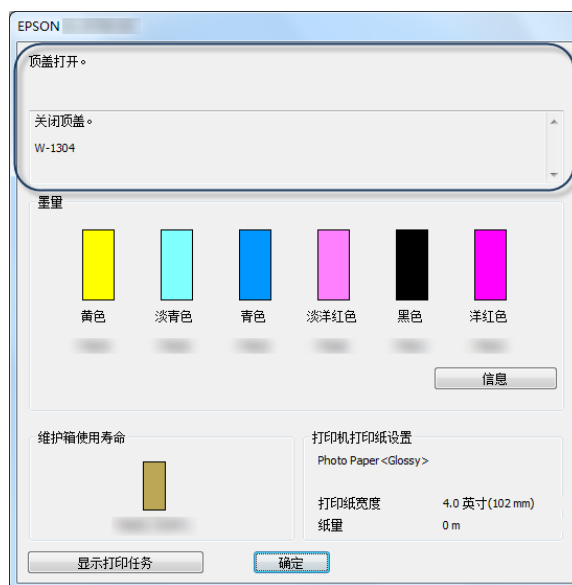 EPSON
顶盖打开。
关闭顶盖。
W-1304
墨量
黄色 淡青色 青色 淡洋红色 黑色 洋红色
信息
维护箱使用寿命
打印机打印纸设置
Photo Paper<Glossy>
打印纸宽度 4.0 英寸(102 mm)
纸量 0 m
显示打印任务 确定